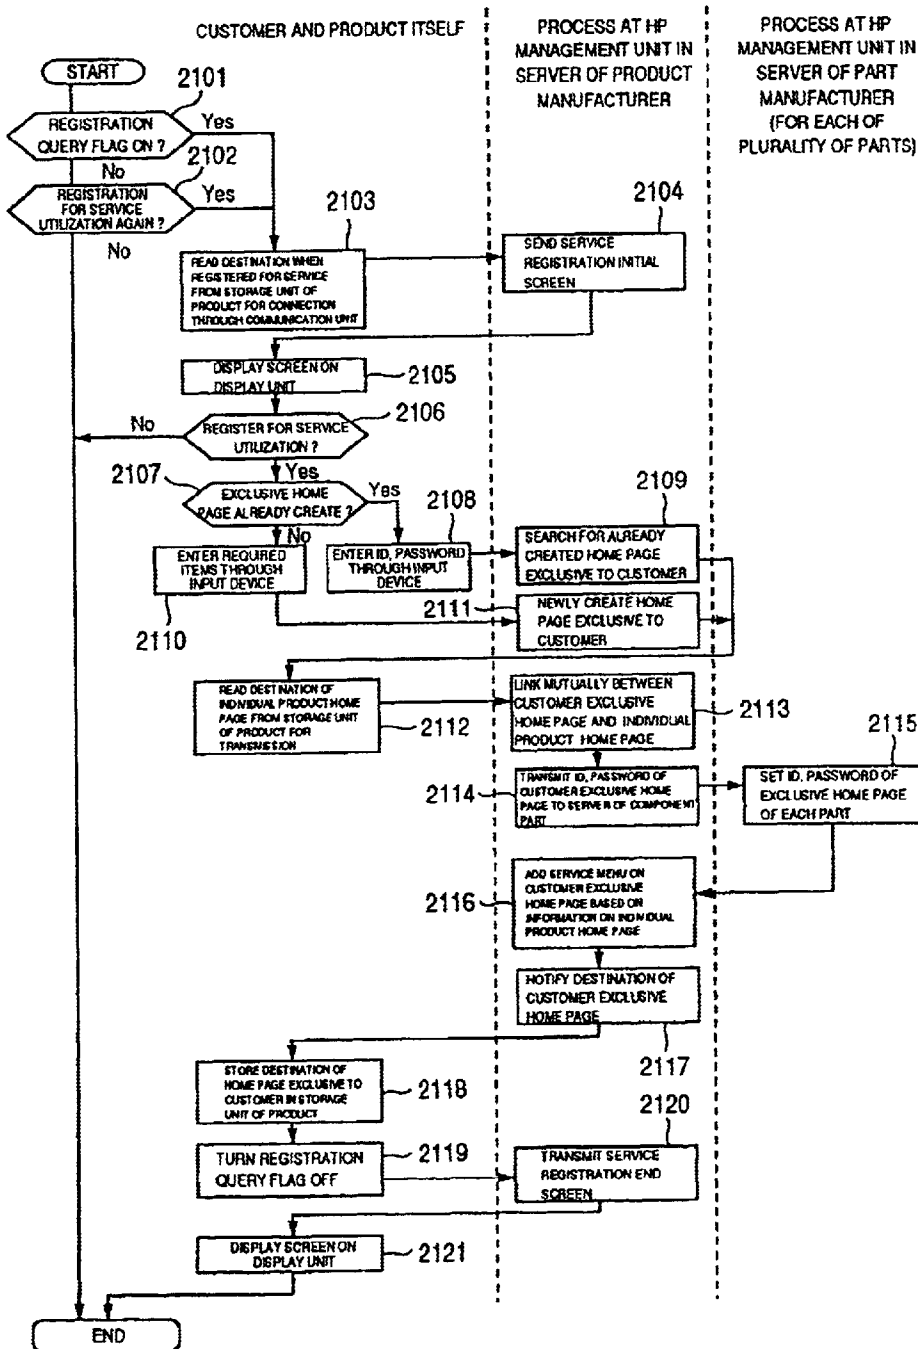 CUSTOMER AND PRODUCT ITSELF
PROCESS AT HP
MANAGEMENT UNIT IN
SERVER OF PRODUCT
MANUFACTURER
PROCESS AT HP
MANAGEMENT UNIT IN
SERVER OF PART
MANUFACTURER
(FOR EACH OF
PLURALITY OF PARTS)
START
2101
REGISTRATION
QUERY FLAG ON ?
Yes
No
2102
REGISTRATION
FOR SERVICE
UTILIZATION AGAIN ?
Yes
No
2103
READ DESTINATION WHEN
REGISTERED FOR SERVICE
FROM STORAGE UNIT OF
PRODUCT FOR CONNECTION
THROUGH COMMUNICATION UNIT
2104
SEND SERVICE
REGISTRATION INITIAL
SCREEN
DISPLAY SCREEN ON
DISPLAY UNIT
2105
REGISTER FOR SERVICE
UTILIZATION ?
2106
No
Yes
2107
EXCLUSIVE HOME
PAGE ALREADY CREATE ?
Yes
No
2108
ENTER ID, PASSWORD
THROUGH INPUT
DEVICE
2109
SEARCH FOR ALREADY
CREATED HOME PAGE
EXCLUSIVE TO CUSTOMER
ENTER REQUIRED
ITEMS THROUGH
INPUT DEVICE
2110
2111
NEWLY CREATE HOME
PAGE EXCLUSIVE TO
CUSTOMER
READ DESTINATION OF
INDIVIDUAL PRODUCT HOME
PAGE FROM STORAGE UNIT
OF PRODUCT FOR
TRANSMISSION
2112
LINK MUTUALLY BETWEEN
CUSTOMER EXCLUSIVE
HOME PAGE AND INDIVIDUAL
PRODUCT HOME PAGE
2113
2114
TRANSMIT ID, PASSWORD OF
CUSTOMER EXCLUSIVE HOME
PAGE TO SERVER OF COMPONENT
PART
2115
SET ID, PASSWORD OF
EXCLUSIVE HOME PAGE
OF EACH PART
2116
ADD SERVICE MENU ON
CUSTOMER EXCLUSIVE
HOME PAGE BASED ON
INFORMATION ON INDIVIDUAL
PRODUCT HOME PAGE
NOTIFY DESTINATION OF
CUSTOMER EXCLUSIVE
HOME PAGE
2117
STORE DESTINATION OF
HOME PAGE EXCLUSIVE TO
CUSTOMER IN STORAGE
UNIT OF PRODUCT
2118
TURN REGISTRATION
QUERY FLAG OFF
2119
2120
TRANSMIT SERVICE
REGISTRATION END
SCREEN
DISPLAY SCREEN ON
DISPLAY UNIT
2121
END